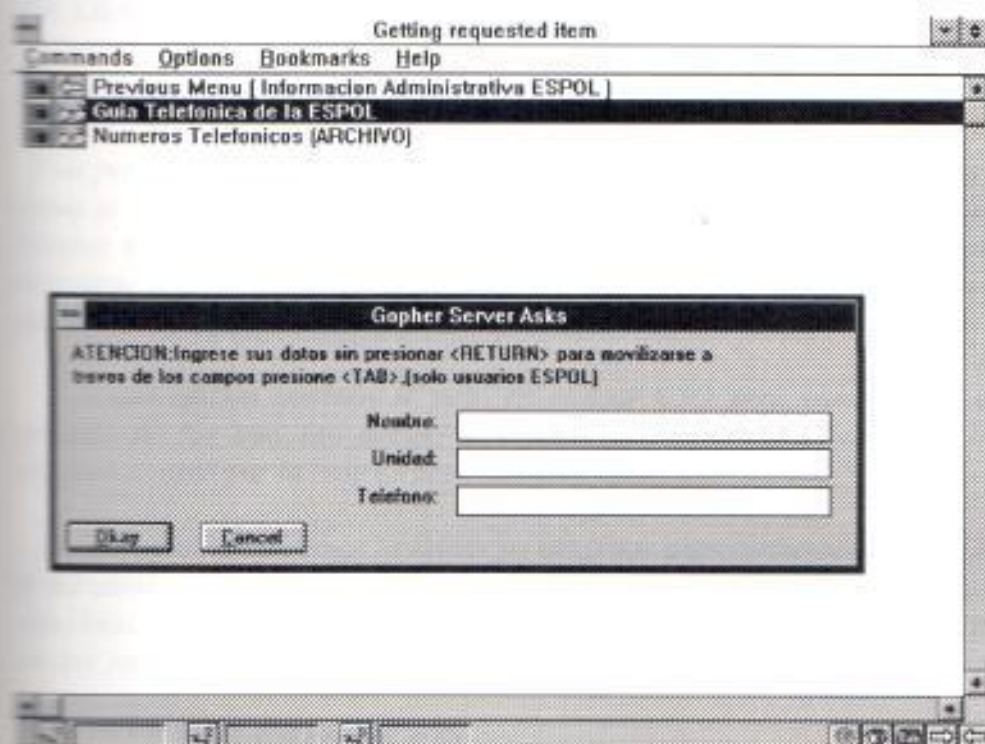 Getting requested item
Commands Options Bookmarks Help
Previous Menu [ Informacion Administrativa ESPOL ]
Guia Telefonica de la ESPOL
Numeros Telefonicos (ARCHIVO)
Gopher Server Asks
ATENCION:Ingrese sus datos sin presionar <RETURN> para movilizarse a
traves de los campos presione <TAB>.(solo usuarios ESPOL)
Nombre:
Unidad:
Telefono:
Okay Cancel